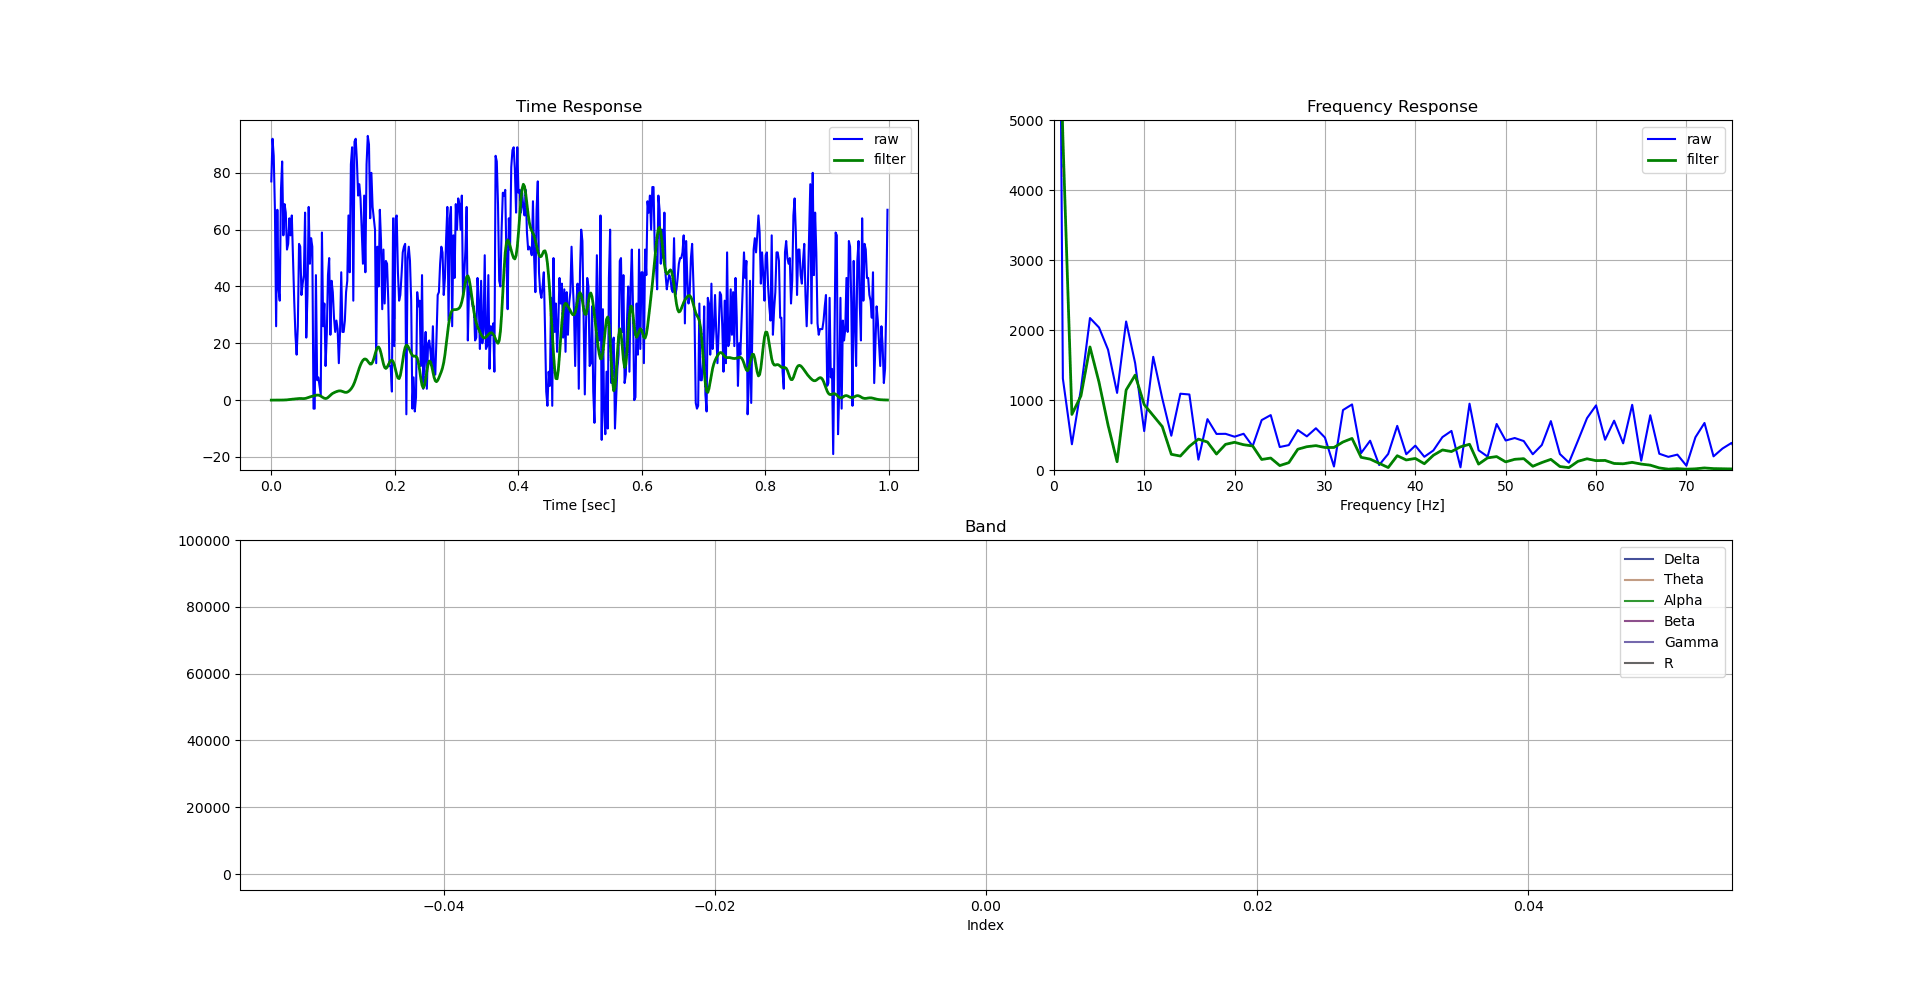 Time Response
raw
filter
80
60
40
20
0
−20
0.0 0.2 0.4 0.6 0.8 1.0
Time [sec]
Frequency Response
raw
filter
5000
4000
3000
2000
1000
0
0 10 20 30 40 50 60 70
Frequency [Hz]
Band
Delta
Theta
Alpha
Beta
Gamma
R
100000
80000
60000
40000
20000
0
−0.04 −0.02 0.00 0.02 0.04
Index